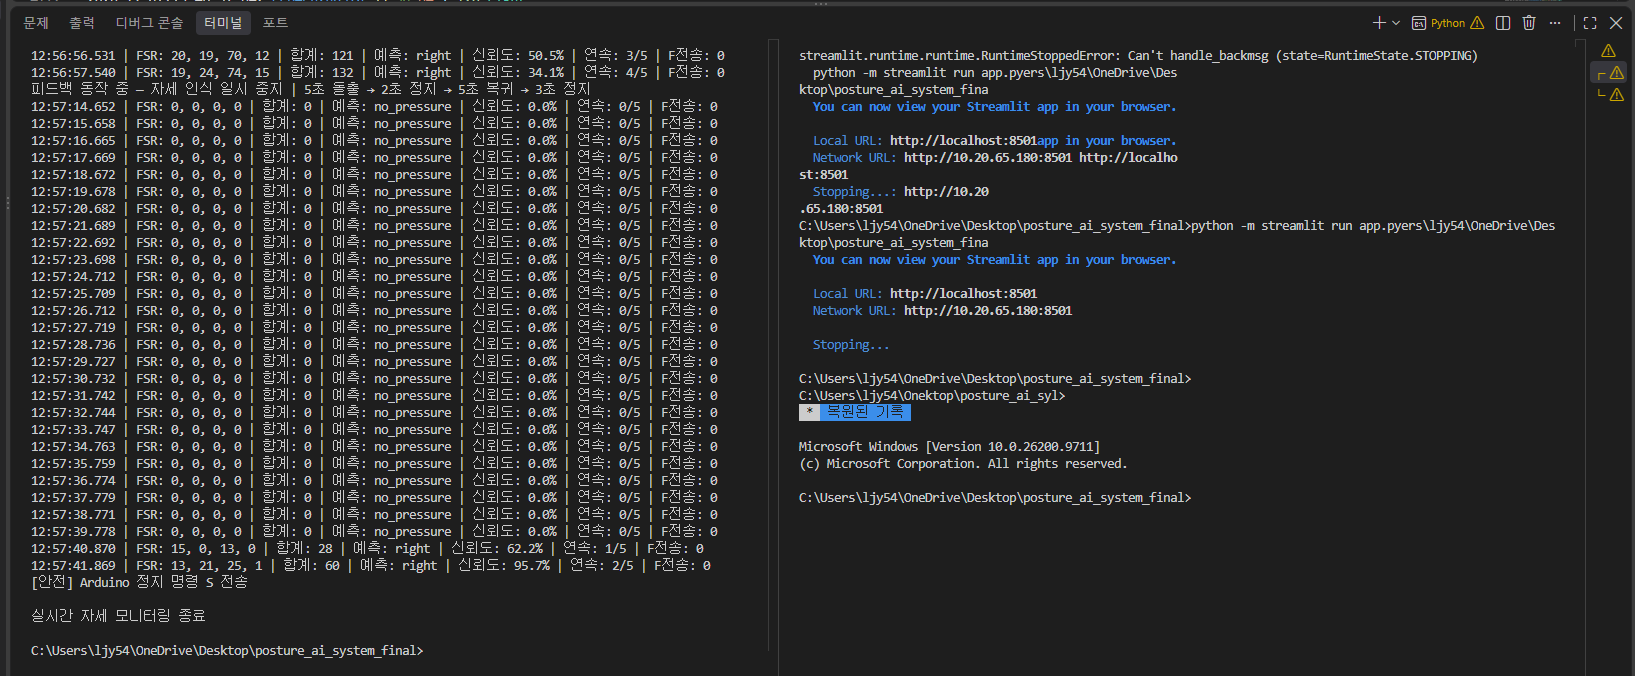 문제 출력 디버그 콘솔 터미널 포트
Python
12:56:56.531 | FSR: 20, 19, 70, 12 | 합계: 121 | 예측: right | 신뢰도: 50.5% | 연속: 3/5 | F전송: 0
12:56:57.540 | FSR: 19, 24, 74, 15 | 합계: 132 | 예측: right | 신뢰도: 34.1% | 연속: 4/5 | F전송: 0
피드백 동작 중 — 자세 인식 일시 중지 | 5초 돌출 → 2초 정지 → 5초 복귀 → 3초 정지
12:57:14.652 | FSR: 0, 0, 0, 0 | 합계: 0 | 예측: no_pressure | 신뢰도: 0.0% | 연속: 0/5 | F전송: 0
12:57:15.658 | FSR: 0, 0, 0, 0 | 합계: 0 | 예측: no_pressure | 신뢰도: 0.0% | 연속: 0/5 | F전송: 0
12:57:16.665 | FSR: 0, 0, 0, 0 | 합계: 0 | 예측: no_pressure | 신뢰도: 0.0% | 연속: 0/5 | F전송: 0
12:57:17.669 | FSR: 0, 0, 0, 0 | 합계: 0 | 예측: no_pressure | 신뢰도: 0.0% | 연속: 0/5 | F전송: 0
12:57:18.672 | FSR: 0, 0, 0, 0 | 합계: 0 | 예측: no_pressure | 신뢰도: 0.0% | 연속: 0/5 | F전송: 0
12:57:19.678 | FSR: 0, 0, 0, 0 | 합계: 0 | 예측: no_pressure | 신뢰도: 0.0% | 연속: 0/5 | F전송: 0
12:57:20.682 | FSR: 0, 0, 0, 0 | 합계: 0 | 예측: no_pressure | 신뢰도: 0.0% | 연속: 0/5 | F전송: 0
12:57:21.689 | FSR: 0, 0, 0, 0 | 합계: 0 | 예측: no_pressure | 신뢰도: 0.0% | 연속: 0/5 | F전송: 0
12:57:22.692 | FSR: 0, 0, 0, 0 | 합계: 0 | 예측: no_pressure | 신뢰도: 0.0% | 연속: 0/5 | F전송: 0
12:57:23.698 | FSR: 0, 0, 0, 0 | 합계: 0 | 예측: no_pressure | 신뢰도: 0.0% | 연속: 0/5 | F전송: 0
12:57:24.712 | FSR: 0, 0, 0, 0 | 합계: 0 | 예측: no_pressure | 신뢰도: 0.0% | 연속: 0/5 | F전송: 0
12:57:25.709 | FSR: 0, 0, 0, 0 | 합계: 0 | 예측: no_pressure | 신뢰도: 0.0% | 연속: 0/5 | F전송: 0
12:57:26.712 | FSR: 0, 0, 0, 0 | 합계: 0 | 예측: no_pressure | 신뢰도: 0.0% | 연속: 0/5 | F전송: 0
12:57:27.719 | FSR: 0, 0, 0, 0 | 합계: 0 | 예측: no_pressure | 신뢰도: 0.0% | 연속: 0/5 | F전송: 0
12:57:28.736 | FSR: 0, 0, 0, 0 | 합계: 0 | 예측: no_pressure | 신뢰도: 0.0% | 연속: 0/5 | F전송: 0
12:57:29.727 | FSR: 0, 0, 0, 0 | 합계: 0 | 예측: no_pressure | 신뢰도: 0.0% | 연속: 0/5 | F전송: 0
12:57:30.732 | FSR: 0, 0, 0, 0 | 합계: 0 | 예측: no_pressure | 신뢰도: 0.0% | 연속: 0/5 | F전송: 0
12:57:31.742 | FSR: 0, 0, 0, 0 | 합계: 0 | 예측: no_pressure | 신뢰도: 0.0% | 연속: 0/5 | F전송: 0
12:57:32.744 | FSR: 0, 0, 0, 0 | 합계: 0 | 예측: no_pressure | 신뢰도: 0.0% | 연속: 0/5 | F전송: 0
12:57:33.747 | FSR: 0, 0, 0, 0 | 합계: 0 | 예측: no_pressure | 신뢰도: 0.0% | 연속: 0/5 | F전송: 0
12:57:34.763 | FSR: 0, 0, 0, 0 | 합계: 0 | 예측: no_pressure | 신뢰도: 0.0% | 연속: 0/5 | F전송: 0
12:57:35.759 | FSR: 0, 0, 0, 0 | 합계: 0 | 예측: no_pressure | 신뢰도: 0.0% | 연속: 0/5 | F전송: 0
12:57:36.774 | FSR: 0, 0, 0, 0 | 합계: 0 | 예측: no_pressure | 신뢰도: 0.0% | 연속: 0/5 | F전송: 0
12:57:37.779 | FSR: 0, 0, 0, 0 | 합계: 0 | 예측: no_pressure | 신뢰도: 0.0% | 연속: 0/5 | F전송: 0
12:57:38.771 | FSR: 0, 0, 0, 0 | 합계: 0 | 예측: no_pressure | 신뢰도: 0.0% | 연속: 0/5 | F전송: 0
12:57:39.778 | FSR: 0, 0, 0, 0 | 합계: 0 | 예측: no_pressure | 신뢰도: 0.0% | 연속: 0/5 | F전송: 0
12:57:40.870 | FSR: 15, 0, 13, 0 | 합계: 28 | 예측: right | 신뢰도: 62.2% | 연속: 1/5 | F전송: 0
12:57:41.869 | FSR: 13, 21, 25, 1 | 합계: 60 | 예측: right | 신뢰도: 95.7% | 연속: 2/5 | F전송: 0
[안전] Arduino 정지 명령 S 전송
실시간 자세 모니터링 종료
C:\Users\ljy54\OneDrive\Desktop\posture_ai_system_final>
streamlit.runtime.runtime.RuntimeStoppedError: Can't handle_backmsg (state=RuntimeState.STOPPING)
python -m streamlit run app.pyers\ljy54\OneDrive\Des
ktop\posture_ai_system_fina
You can now view your Streamlit app in your browser.
Local URL: http://localhost:8501app in your browser.
Network URL: http://10.20.65.180:8501 http://localho
st:8501
Stopping...: http://10.20
.65.180:8501
C:\Users\ljy54\OneDrive\Desktop\posture_ai_system_final>python -m streamlit run app.pyers\ljy54\OneDrive\Des
ktop\posture_ai_system_fina
You can now view your Streamlit app in your browser.
Local URL: http://localhost:8501
Network URL: http://10.20.65.180:8501
Stopping...
C:\Users\ljy54\OneDrive\Desktop\posture_ai_system_final>
C:\Users\ljy54\Onektop\posture_ai_syl>
* 복원된 기록
Microsoft Windows [Version 10.0.26200.9711]
(c) Microsoft Corporation. All rights reserved.
C:\Users\ljy54\OneDrive\Desktop\posture_ai_system_final>